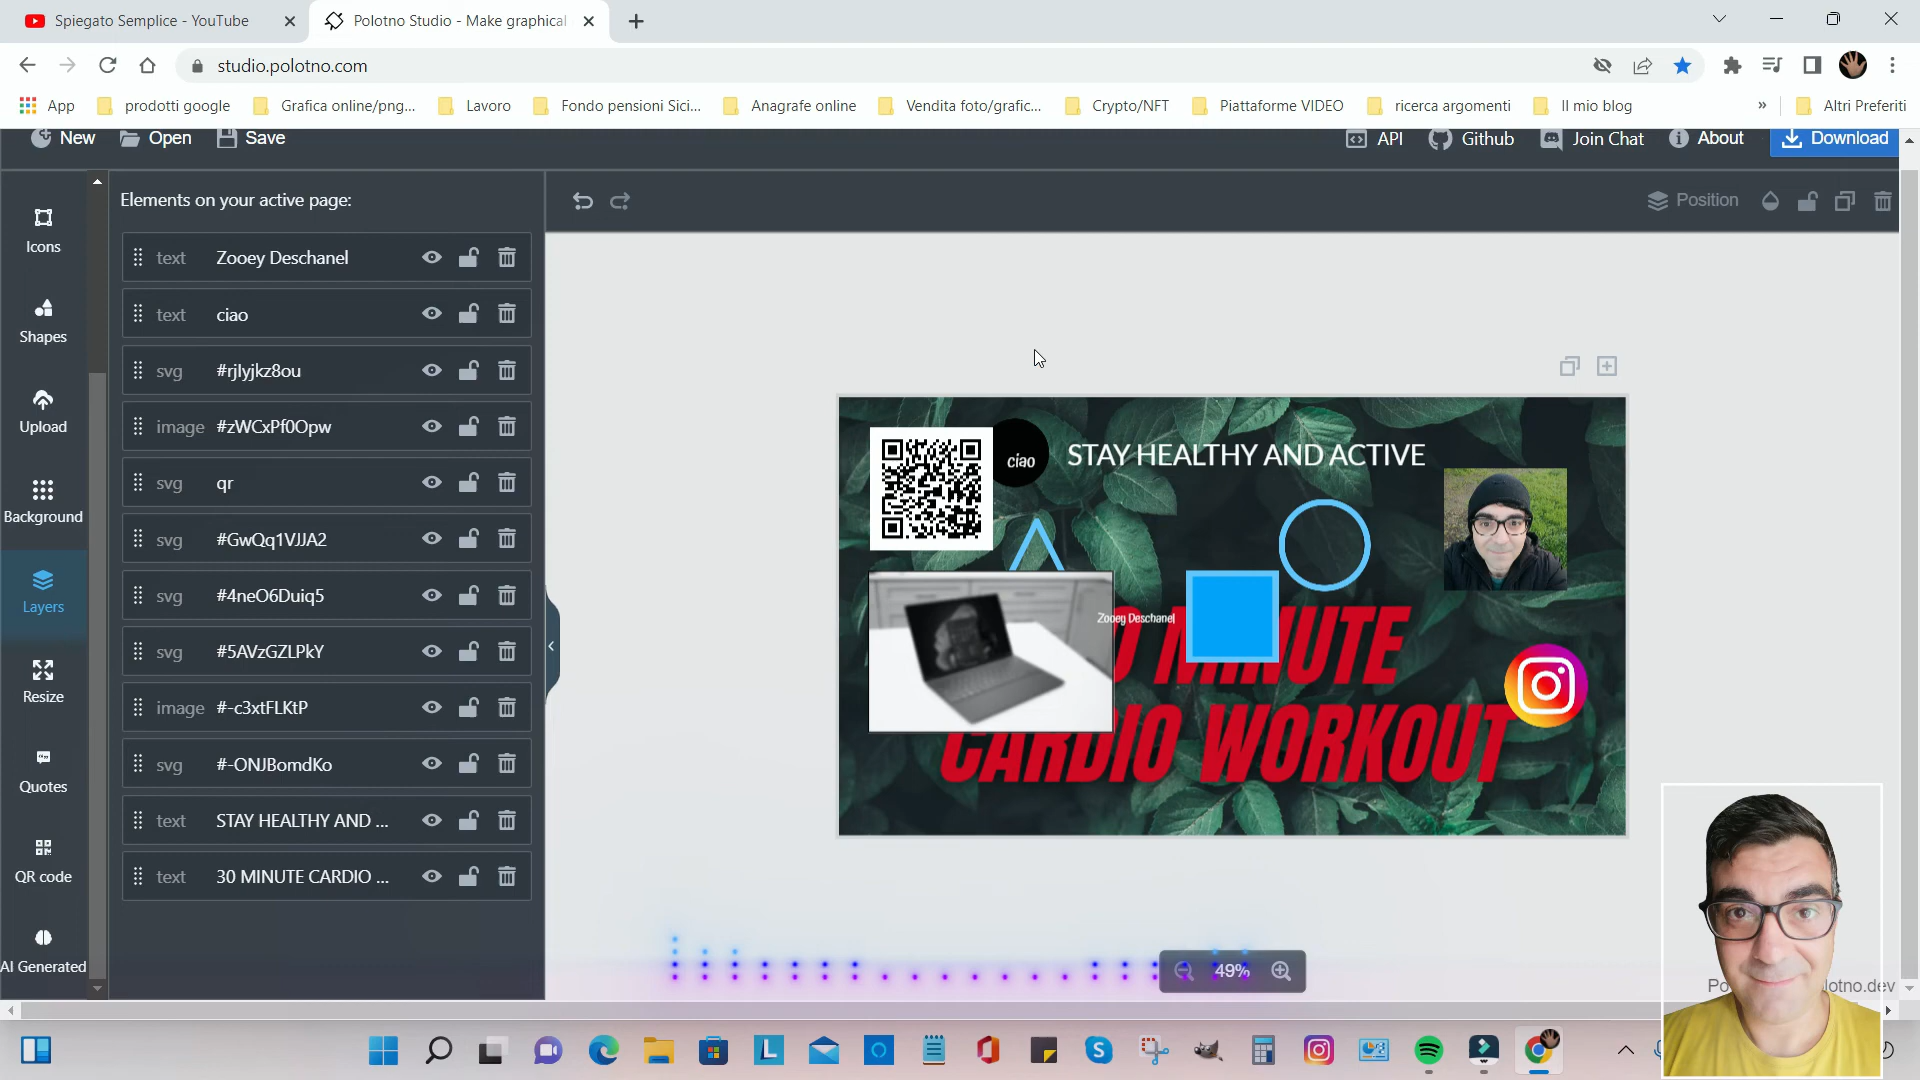 Spiegato Semplice - YouTube
Polotno Studio - Make graphical
studio.polotno.com
App
prodotti google
Grafica online/png...
Lavoro
Fondo pensioni Sici...
Anagrafe online
Vendita foto/grafic...
Crypto/NFT
Piattaforme VIDEO
ricerca argomenti
Il mio blog
»
Altri Preferiti
New
Open
Save
API
Github
Join Chat
About
Download
Icons
Shapes
Upload
Background
Layers
Resize
Quotes
QR code
AI Generated
Elements on your active page:
text Zooey Deschanel
text ciao
svg #rjlyjkz8ou
image #zWCxPf0Opw
svg qr
svg #GwQq1VJJA2
svg #4neO6Duiq5
svg #5AVzGZLPkY
image #-c3xtFLKtP
svg #-ONJBomdKo
text STAY HEALTHY AND ...
text 30 MINUTE CARDIO ...
Position
ciao
STAY HEALTHY AND ACTIVE
Zooey Deschanel
MINUTE
CARDIO WORKOUT
49%
Po
lotno.dev